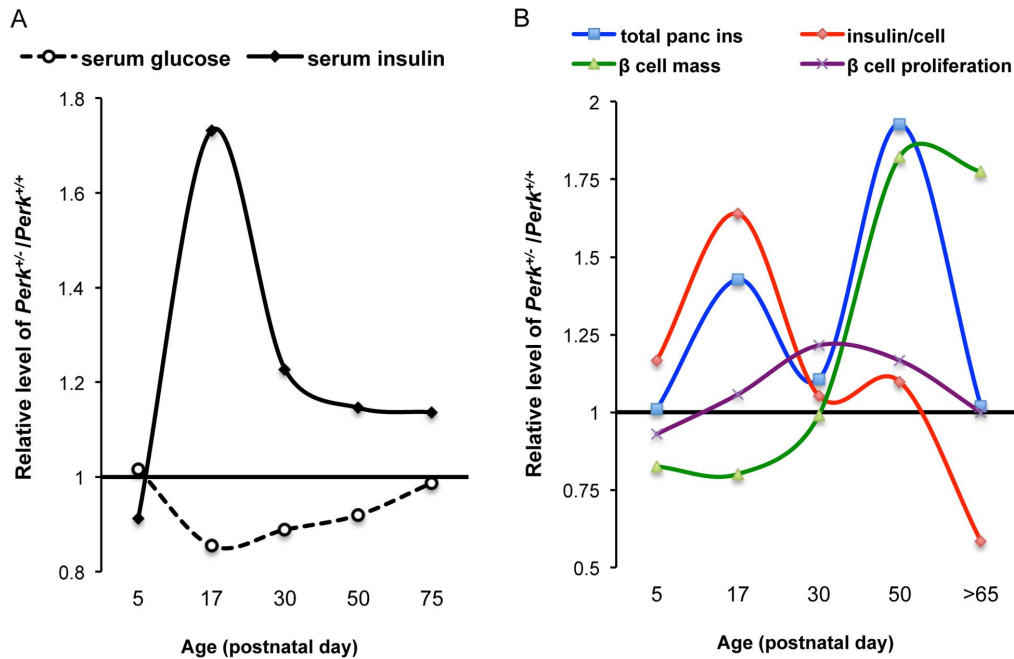 A
serum glucose serum insulin
Relative level of Perk+/- /Perk+/+
1.8
1.6
1.4
1.2
1
0.8
5 17 30 50 75
Age (postnatal day)
B
total panc ins insulin/cell
β cell mass β cell proliferation
Relative level of Perk+/- /Perk+/+
2
1.75
1.5
1.25
1
0.75
0.5
5 17 30 50 >65
Age (postnatal day)